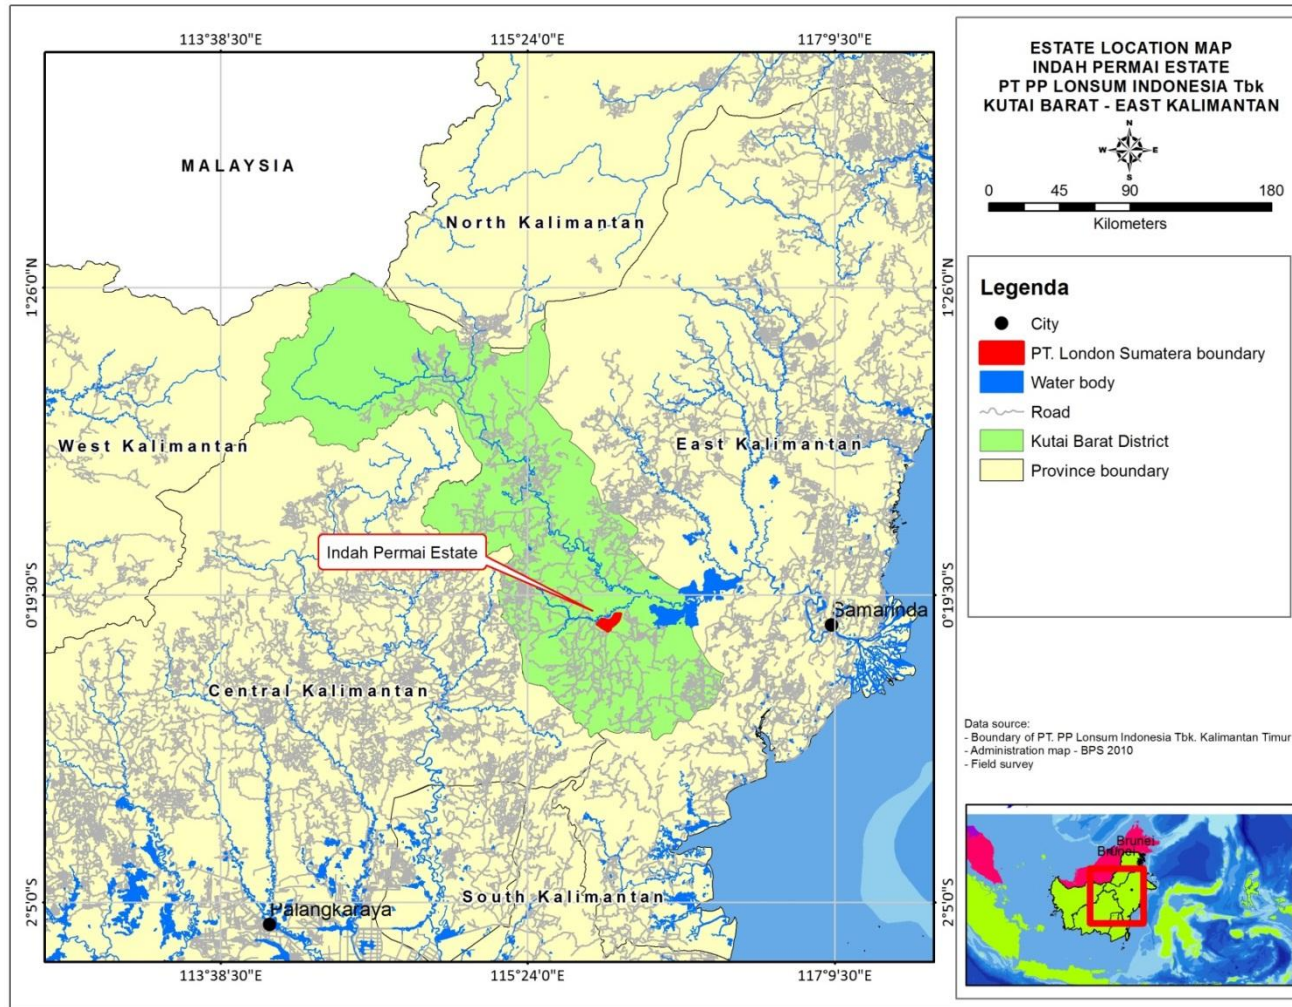 113°38'30"E
115°24'0"E
117°9'30"E
MALAYSIA
North Kalimantan
1°26'0"N
1°26'0"N
West Kalimantan
East Kalimantan
Indah Permai Estate
0°19'30"S
0°19'30"S
Samarinda
Central Kalimantan
South Kalimantan
2°5'0"S
2°5'0"S
Palangkaraya
113°38'30"E
115°24'0"E
117°9'30"E
ESTATE LOCATION MAP
INDAH PERMAI ESTATE
PT PP LONSUM INDONESIA Tbk
KUTAI BARAT - EAST KALIMANTAN
N
W
E
S
0
45
90
180
Kilometers
Legenda
City
PT. London Sumatera boundary
Water body
Road
Kutai Barat District
Province boundary
Data source:
- Boundary of PT. PP Lonsum Indonesia Tbk. Kalimantan Timur
- Administration map - BPS 2010
- Field survey
Brunei
Brunei